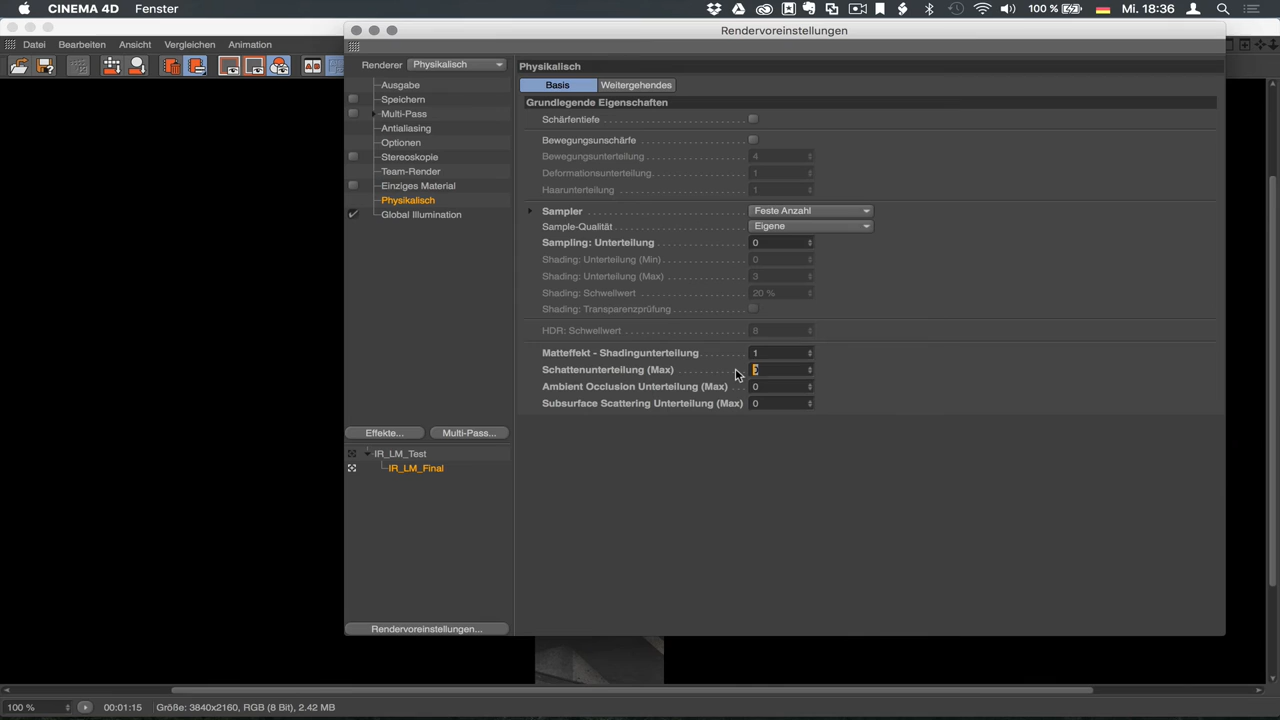 CINEMA 4D Fenster 100 % Mi. 18:36
Rendervoreinstellungen
Datei Bearbeiten Ansicht Vergleichen Animation
Renderer Physikalisch
Ausgabe
Speichern
Multi-Pass
Antialiasing
Optionen
Stereoskopie
Team-Render
Einziges Material
Physikalisch
Global Illumination
Effekte... Multi-Pass...
IR_LM_Test
IR_LM_Final
Rendervoreinstellungen...
Physikalisch
Basis Weitergehendes
Grundlegende Eigenschaften
Schärfentiefe
Bewegungsunschärfe
Bewegungsunterteilung 4
Deformationsunterteilung 1
Haarunterteilung 1
Sampler Feste Anzahl
Sample-Qualität Eigene
Sampling: Unterteilung 0
Shading: Unterteilung (Min) 0
Shading: Unterteilung (Max) 3
Shading: Schwellwert 20 %
Shading: Transparenzprüfung
HDR: Schwellwert 8
Matteffekt - Shadingunterteilung 1
Schattenunterteilung (Max)
Ambient Occlusion Unterteilung (Max) 0
Subsurface Scattering Unterteilung (Max) 0
100 % 00:01:15 Größe: 3840x2160, RGB (8 Bit), 2.42 MB